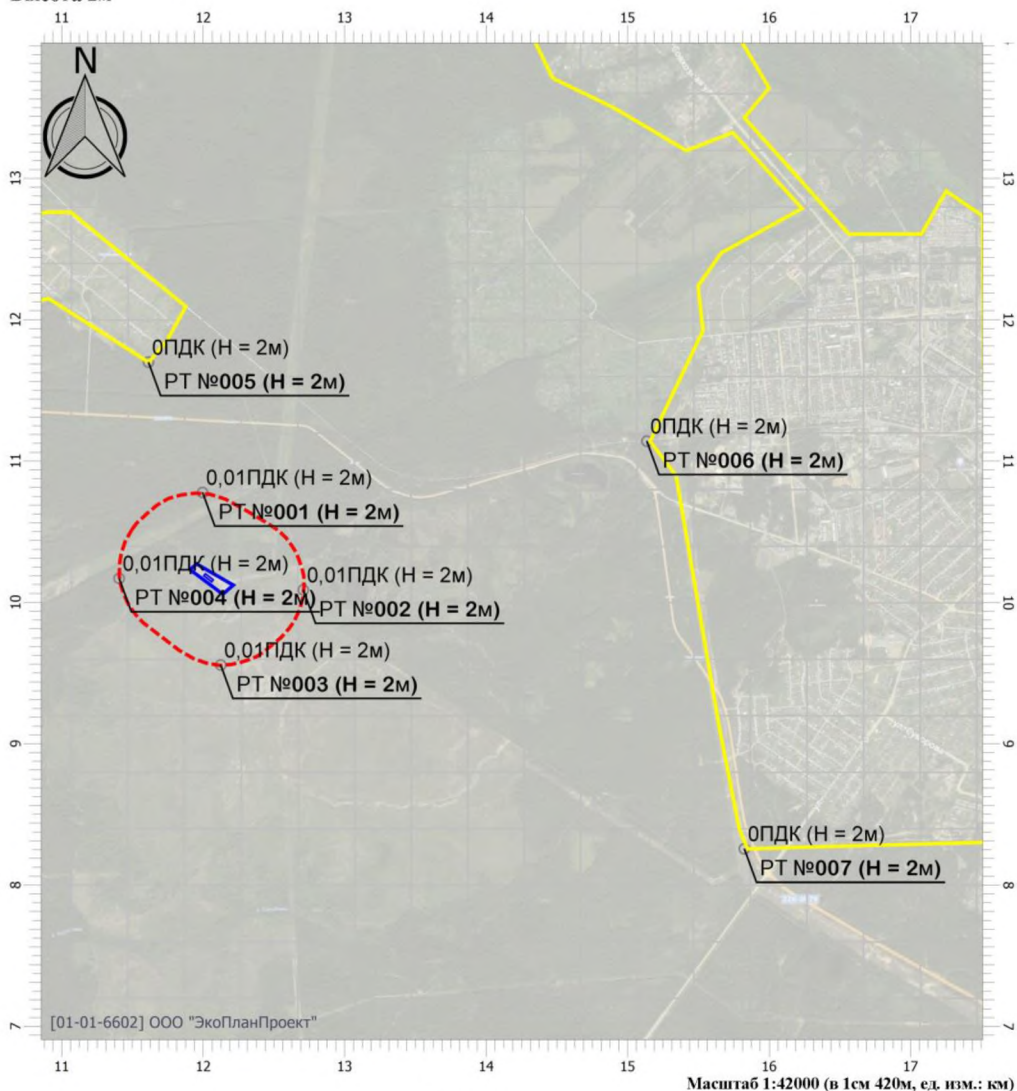 11 12 13 14 15 16 17
N
13 13
12 12
0ПДК (Н = 2м)
РТ №005 (Н = 2м)
0ПДК (Н = 2м)
РТ №006 (Н = 2м)
11 11
0,01ПДК (Н = 2м)
РТ №001 (Н = 2м)
0,01ПДК (Н = 2м)
РТ №004 (Н = 2м)
0,01ПДК (Н = 2м)
РТ №002 (Н = 2м)
10 10
0,01ПДК (Н = 2м)
РТ №003 (Н = 2м)
9 9
0ПДК (Н = 2м)
РТ №007 (Н = 2м)
8 8
7 7
[01-01-6602] ООО "ЭкоПланПроект"
11 12 13 14 15 16 17
Масштаб 1:42000 (в 1см 420м, ед. изм.: км)